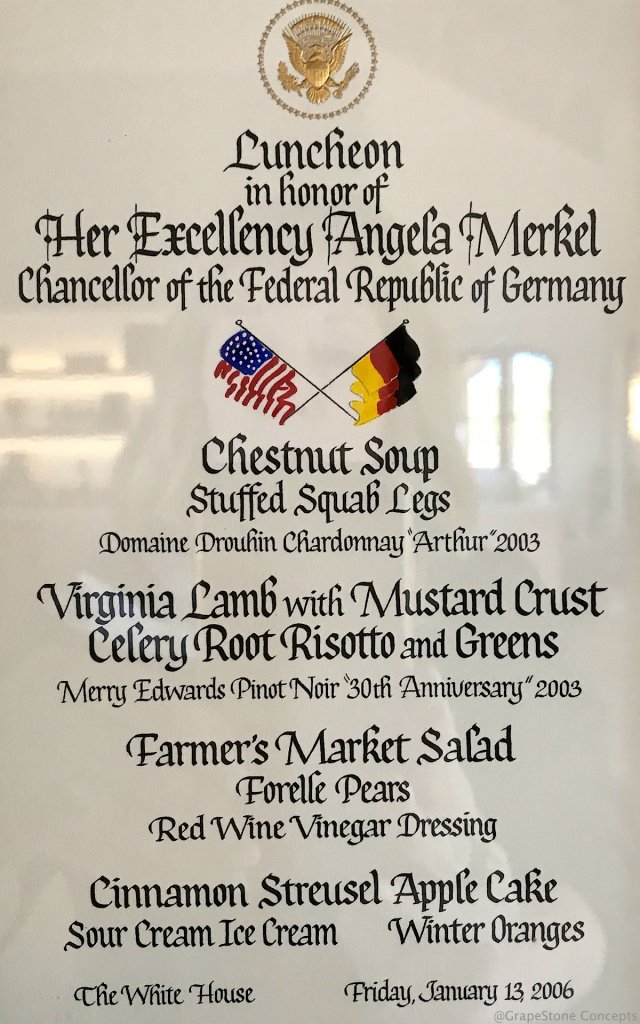 Luncheon
in honor of
Her Excellency Angela Merkel
Chancellor of the Federal Republic of Germany
Chestnut Soup
Stuffed Squab Legs
Domaine Drouhin Chardonnay "Arthur" 2003
Virginia Lamb with Mustard Crust
Celery Root Risotto and Greens
Merry Edwards Pinot Noir "30th Anniversary" 2003
Farmer's Market Salad
Forelle Pears
Red Wine Vinegar Dressing
Cinnamon Streusel Apple Cake
Sour Cream Ice Cream Winter Oranges
The White House Friday, January 13, 2006
@GrapeStone Concepts